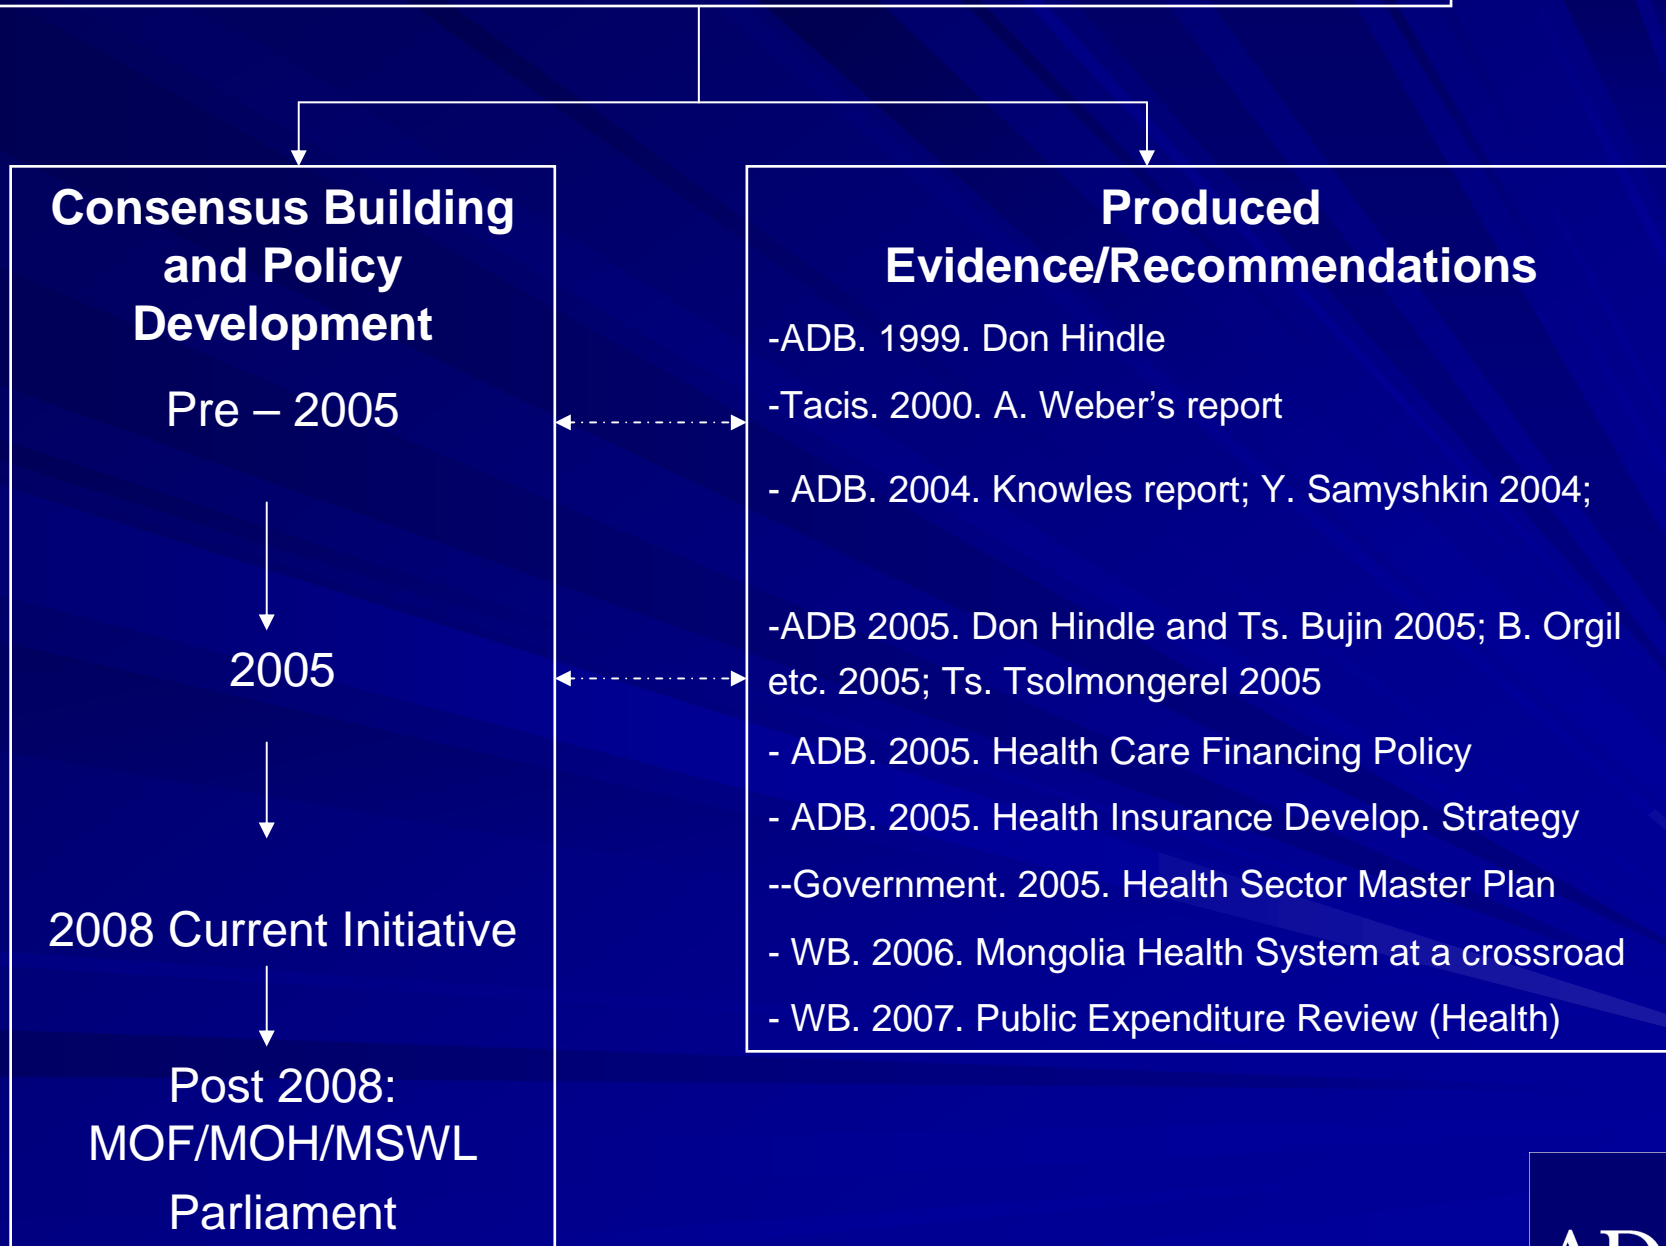 Consensus Building
and Policy
Development
Pre – 2005
2005
2008 Current Initiative
Post 2008:
MOF/MOH/MSWL
Parliament
Produced
Evidence/Recommendations
-ADB. 1999. Don Hindle
-Tacis. 2000. A. Weber's report
- ADB. 2004. Knowles report; Y. Samyshkin 2004;
-ADB 2005. Don Hindle and Ts. Bujin 2005; B. Orgil
etc. 2005; Ts. Tsolmongerel 2005
- ADB. 2005. Health Care Financing Policy
- ADB. 2005. Health Insurance Develop. Strategy
--Government. 2005. Health Sector Master Plan
- WB. 2006. Mongolia Health System at a crossroad
- WB. 2007. Public Expenditure Review (Health)